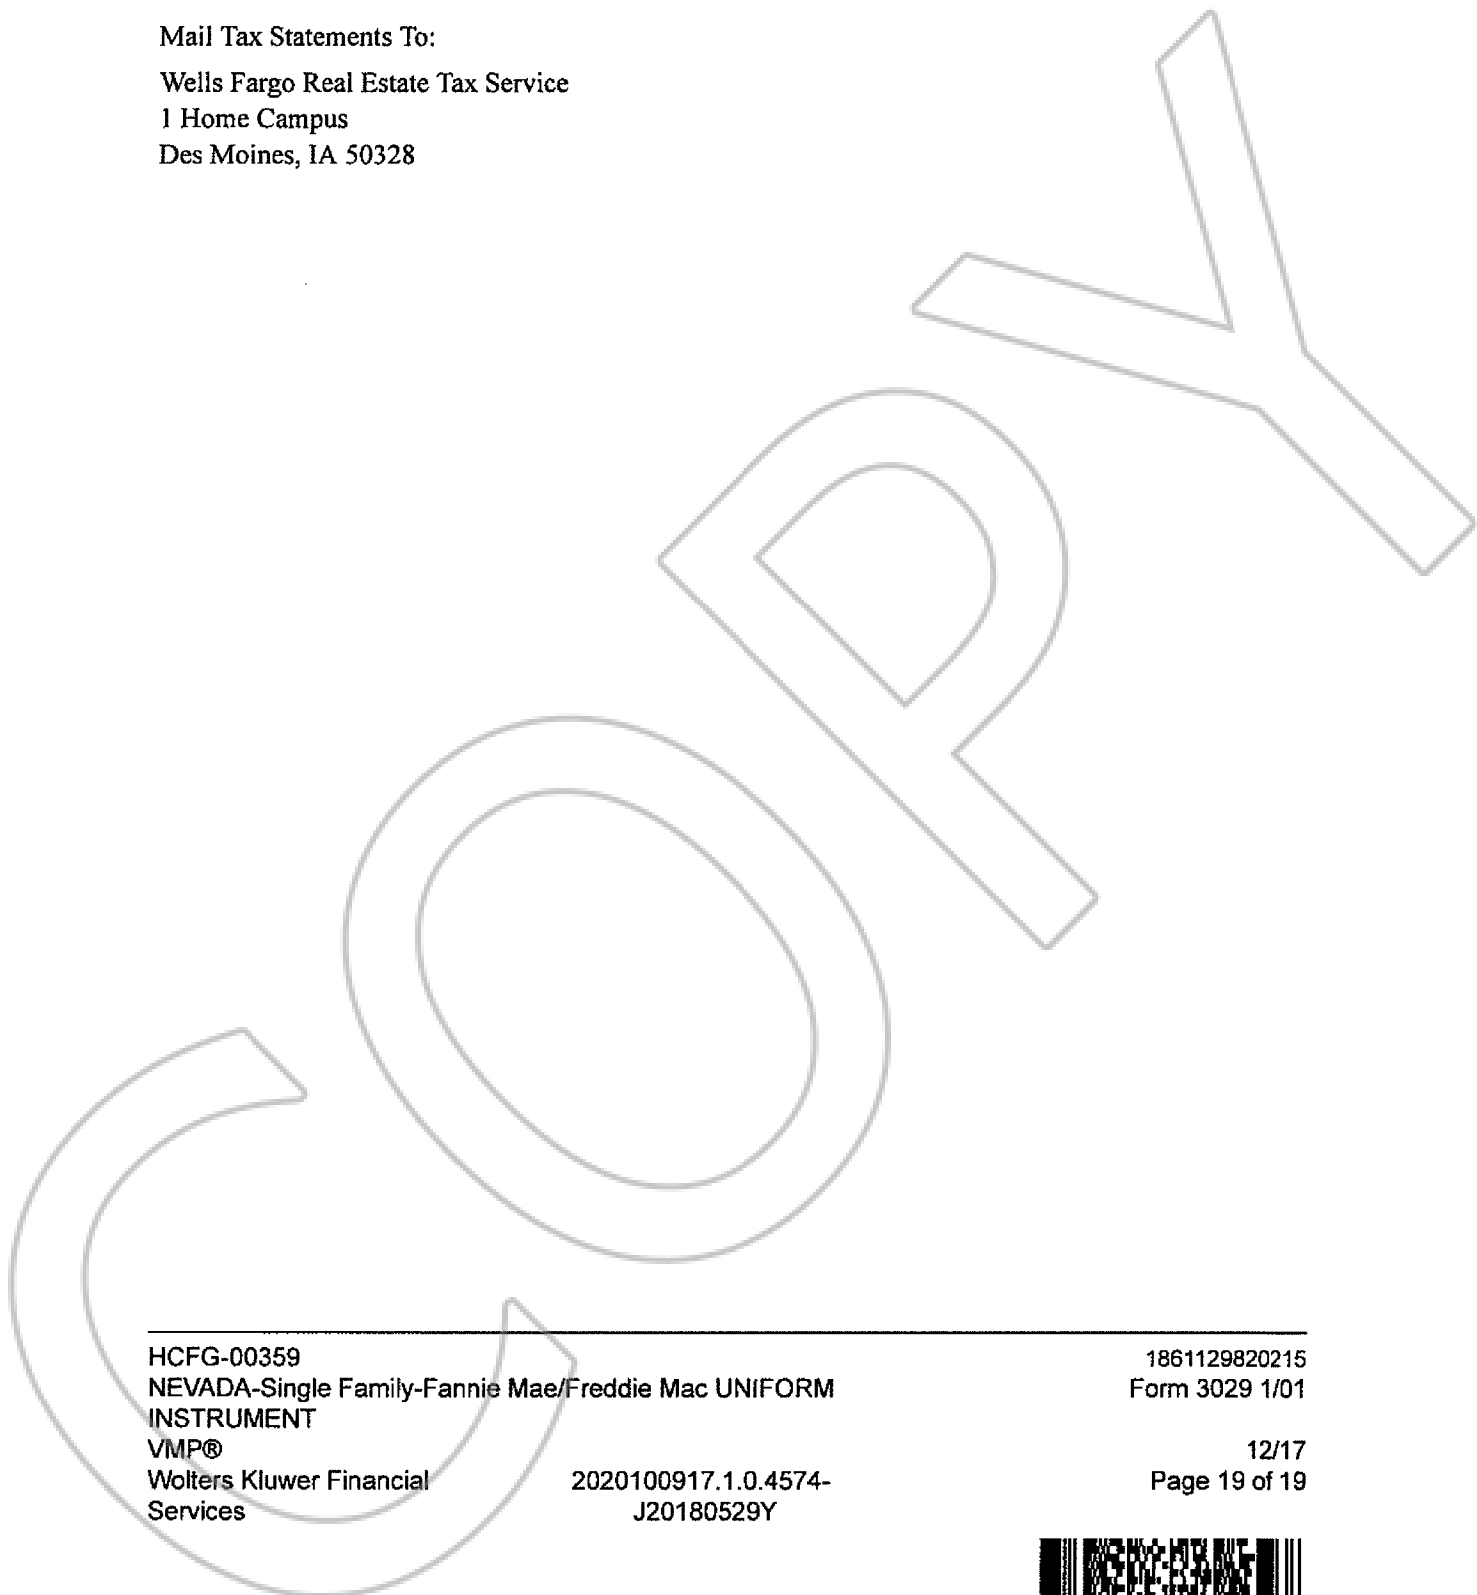 Mail Tax Statements To:
Wells Fargo Real Estate Tax Service
1 Home Campus
Des Moines, IA 50328
COPY
HCFG-00359 1861129820215
NEVADA-Single Family-Fannie Mae/Freddie Mac UNIFORM Form 3029 1/01
INSTRUMENT
VMP® 12/17
Wolters Kluwer Financial 2020100917.1.0.4574- Page 19 of 19
Services J20180529Y